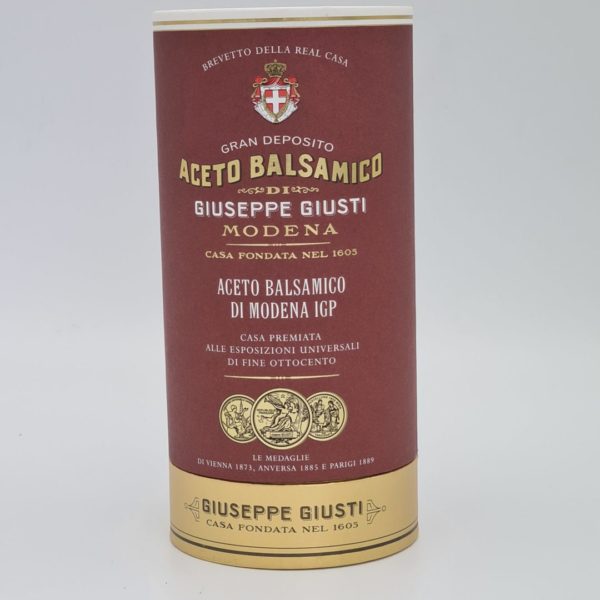 BREVETTO DELLA REAL CASA
GRAN DEPOSITO
ACETO BALSAMICO
DI
GIUSEPPE GIUSTI
MODENA
CASA FONDATA NEL 1605
ACETO BALSAMICO
DI MODENA IGP
CASA PREMIATA
ALLE ESPOSIZIONI UNIVERSALI
DI FINE OTTOCENTO
LE MEDAGLIE
DI VIENNA 1873, ANVERSA 1885 E PARIGI 1889
GIUSEPPE GIUSTI
CASA FONDATA NEL 1605